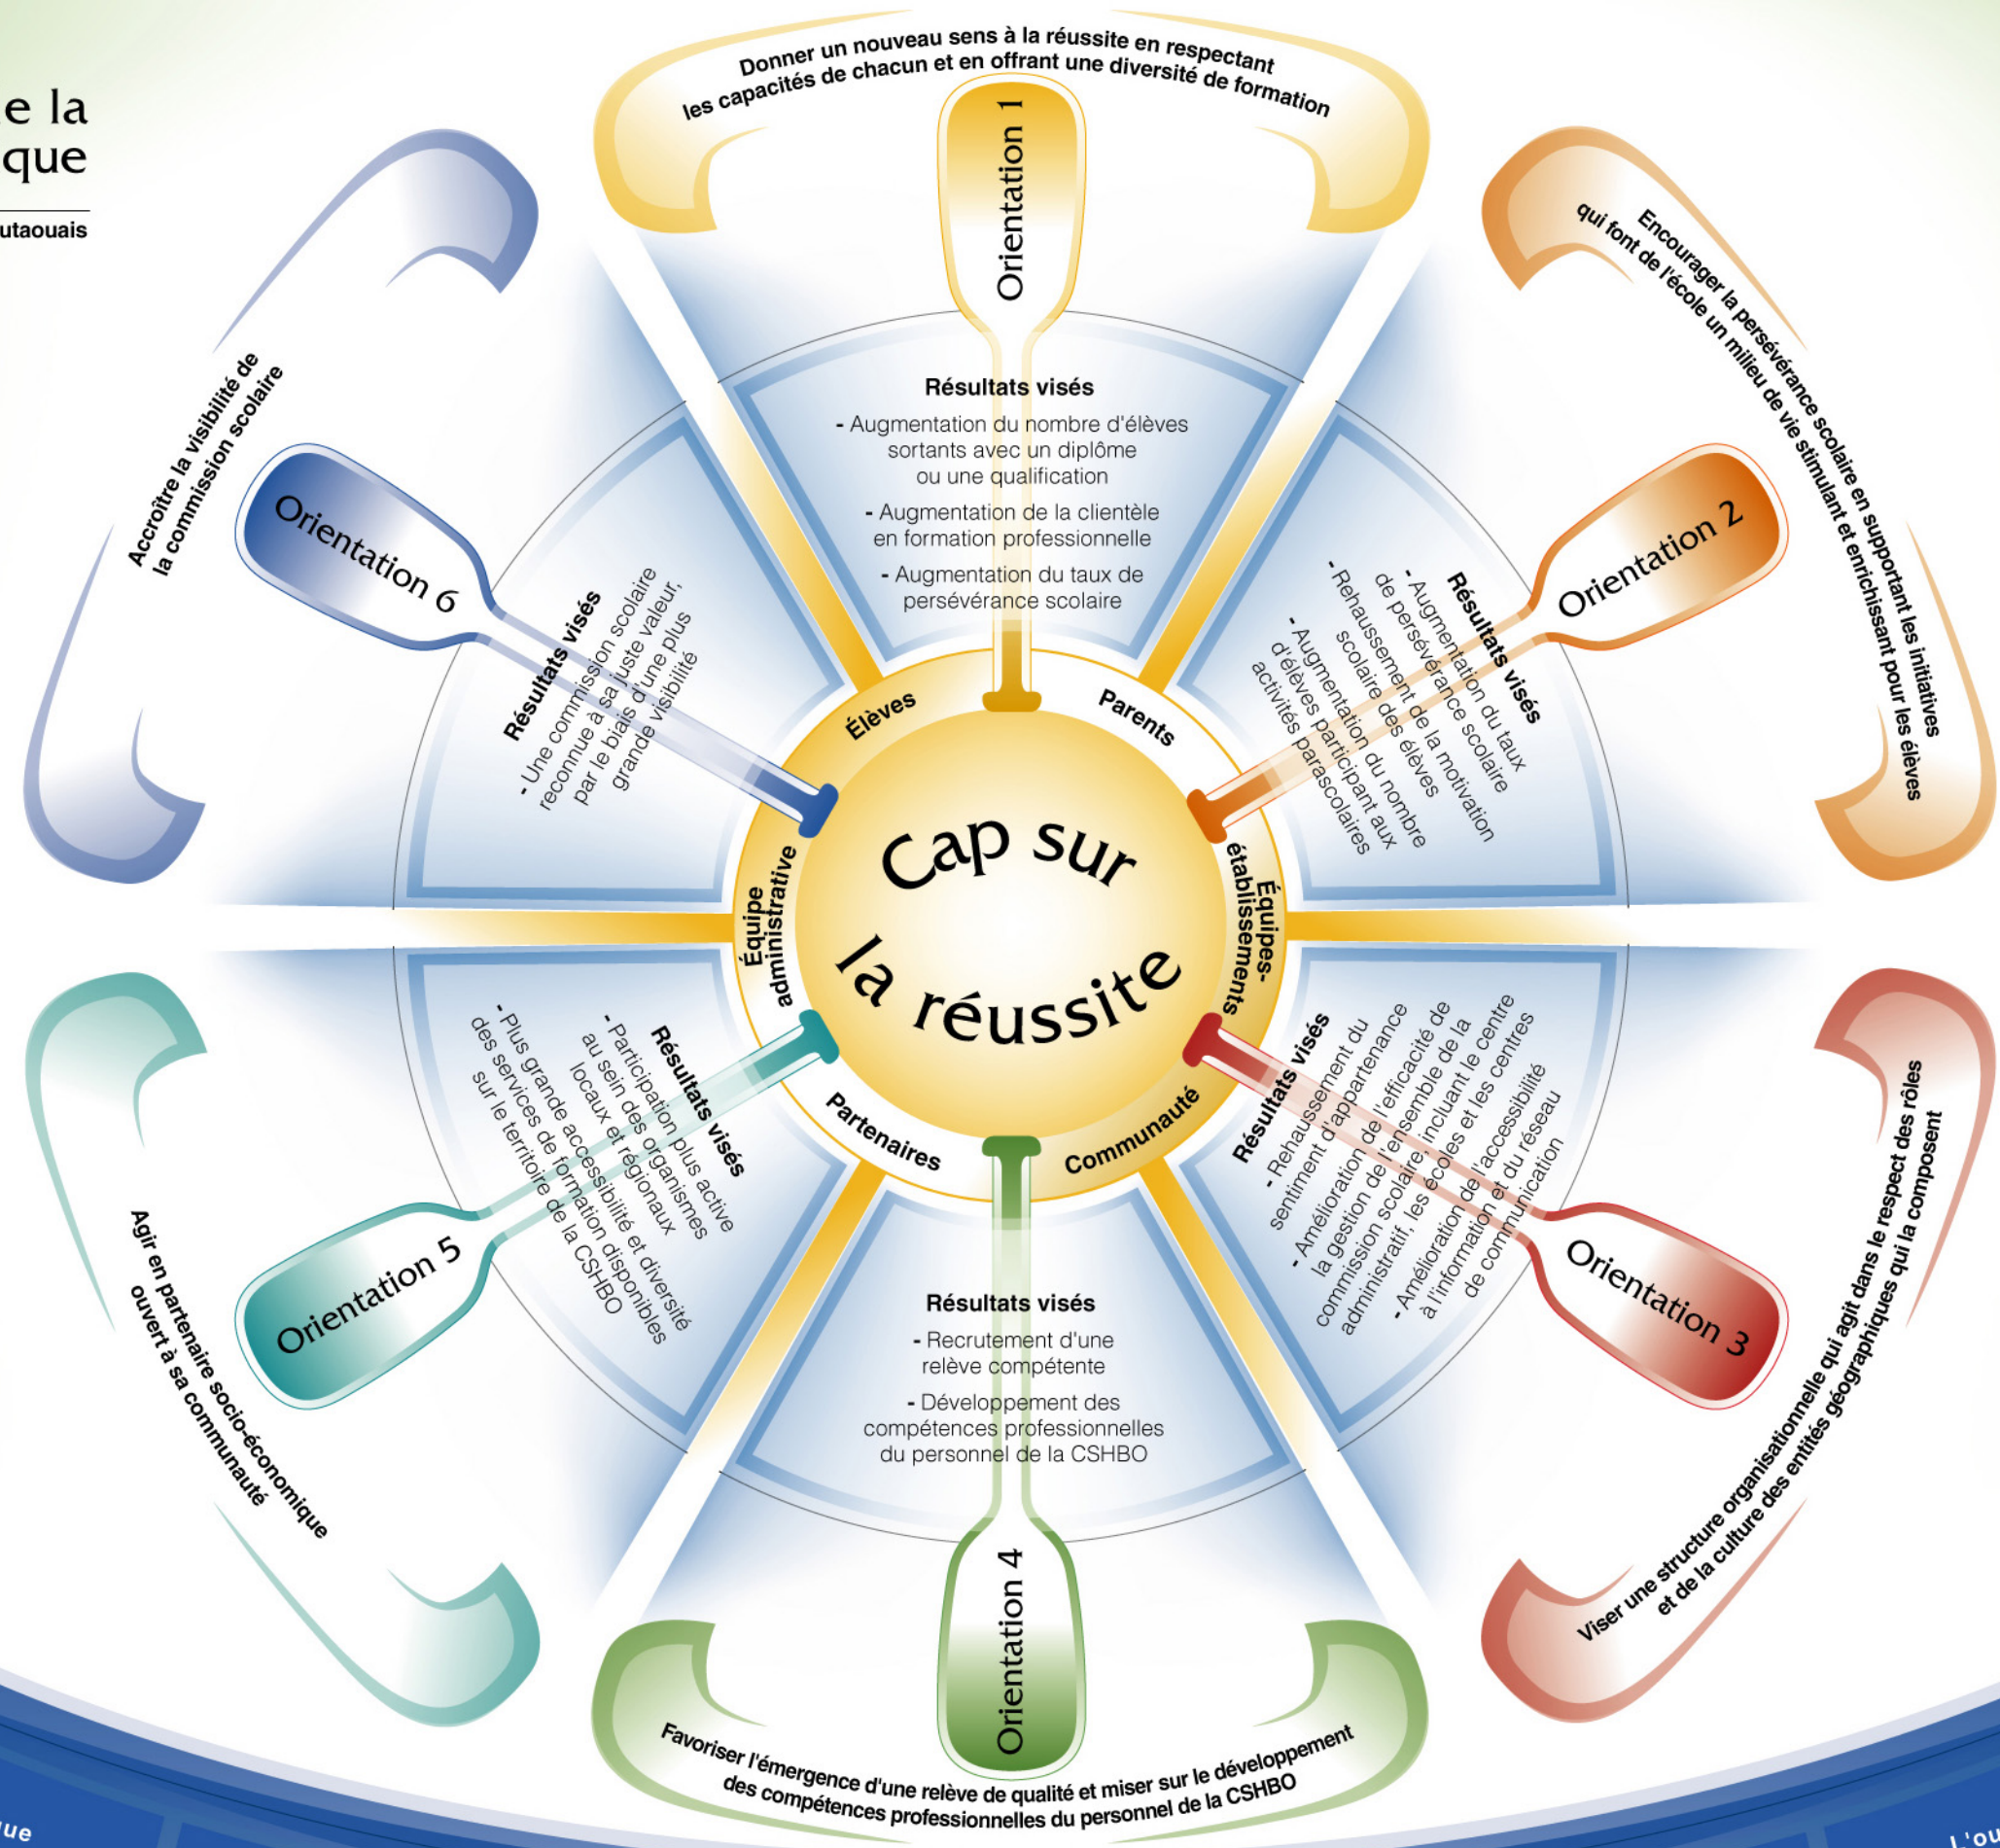 e la
que
utaouais
Donner un nouveau sens à la réussite en respectant
les capacités de chacun et en offrant une diversité de formation
Orientation 1
Résultats visés
- Augmentation du nombre d'élèves
sortants avec un diplôme
ou une qualification
- Augmentation de la clientèle
en formation professionnelle
- Augmentation du taux de
persévérance scolaire
Encourager la persévérance scolaire en supportant les initiatives
qui font de l'école un milieu de vie stimulant et enrichissant pour les élèves
Orientation 2
Résultats visés
- Augmentation du taux
de persévérance scolaire
- Rehaussement de la motivation
scolaire des élèves
- Augmentation du nombre
d'élèves participant aux
activités parascolaires
Viser une structure organisationnelle qui agit dans le respect des rôles
et de la culture des entités géographiques qui la composent
Orientation 3
Résultats visés
- Rehaussement du
sentiment d'appartenance
- Amélioration de l'efficacité de
la gestion de l'ensemble de la
commission scolaire, incluant le centre
administratif, les écoles et les centres
- Amélioration de l'accessibilité
à l'information et du réseau
de communication
Orientation 4
Résultats visés
- Recrutement d'une
relève compétente
- Développement des
compétences professionnelles
du personnel de la CSHBO
Favoriser l'émergence d'une relève de qualité et miser sur le développement
des compétences professionnelles du personnel de la CSHBO
Agir en partenaire socio-économique
ouvert à sa communauté
Orientation 5
Résultats visés
- Participation plus active
au sein des organismes
locaux et régionaux
- Plus grande accessibilité et diversité
des services de formation disponibles
sur le territoire de la CSHBO
Accroître la visibilité de
la commission scolaire
Orientation 6
Résultats visés
- Une commission scolaire
reconnue à sa juste valeur,
par le biais d'une plus
grande visibilité
Élèves
Parents
Équipes-
établissements
Communauté
Partenaires
Équipe
administrative
Cap sur
la réussite
ue
L'ou